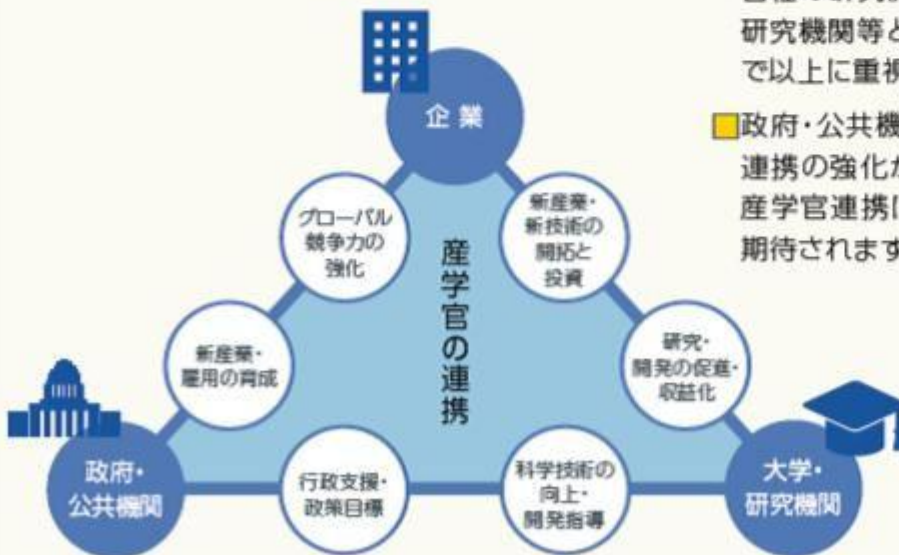 研究機関等と
で以上に重視
政府・公共機
連携の強化が
産学官連携に
期待されます
企業
グローバル
競争力の
強化
新産業・
新技術の
開拓と
投資
産学官の連携
新産業・
雇用の育成
研究・
開発の促進・
収益化
政府・
公共機関
行政支援・
政策目標
科学技術の
向上・
開発指導
大学・
研究機関